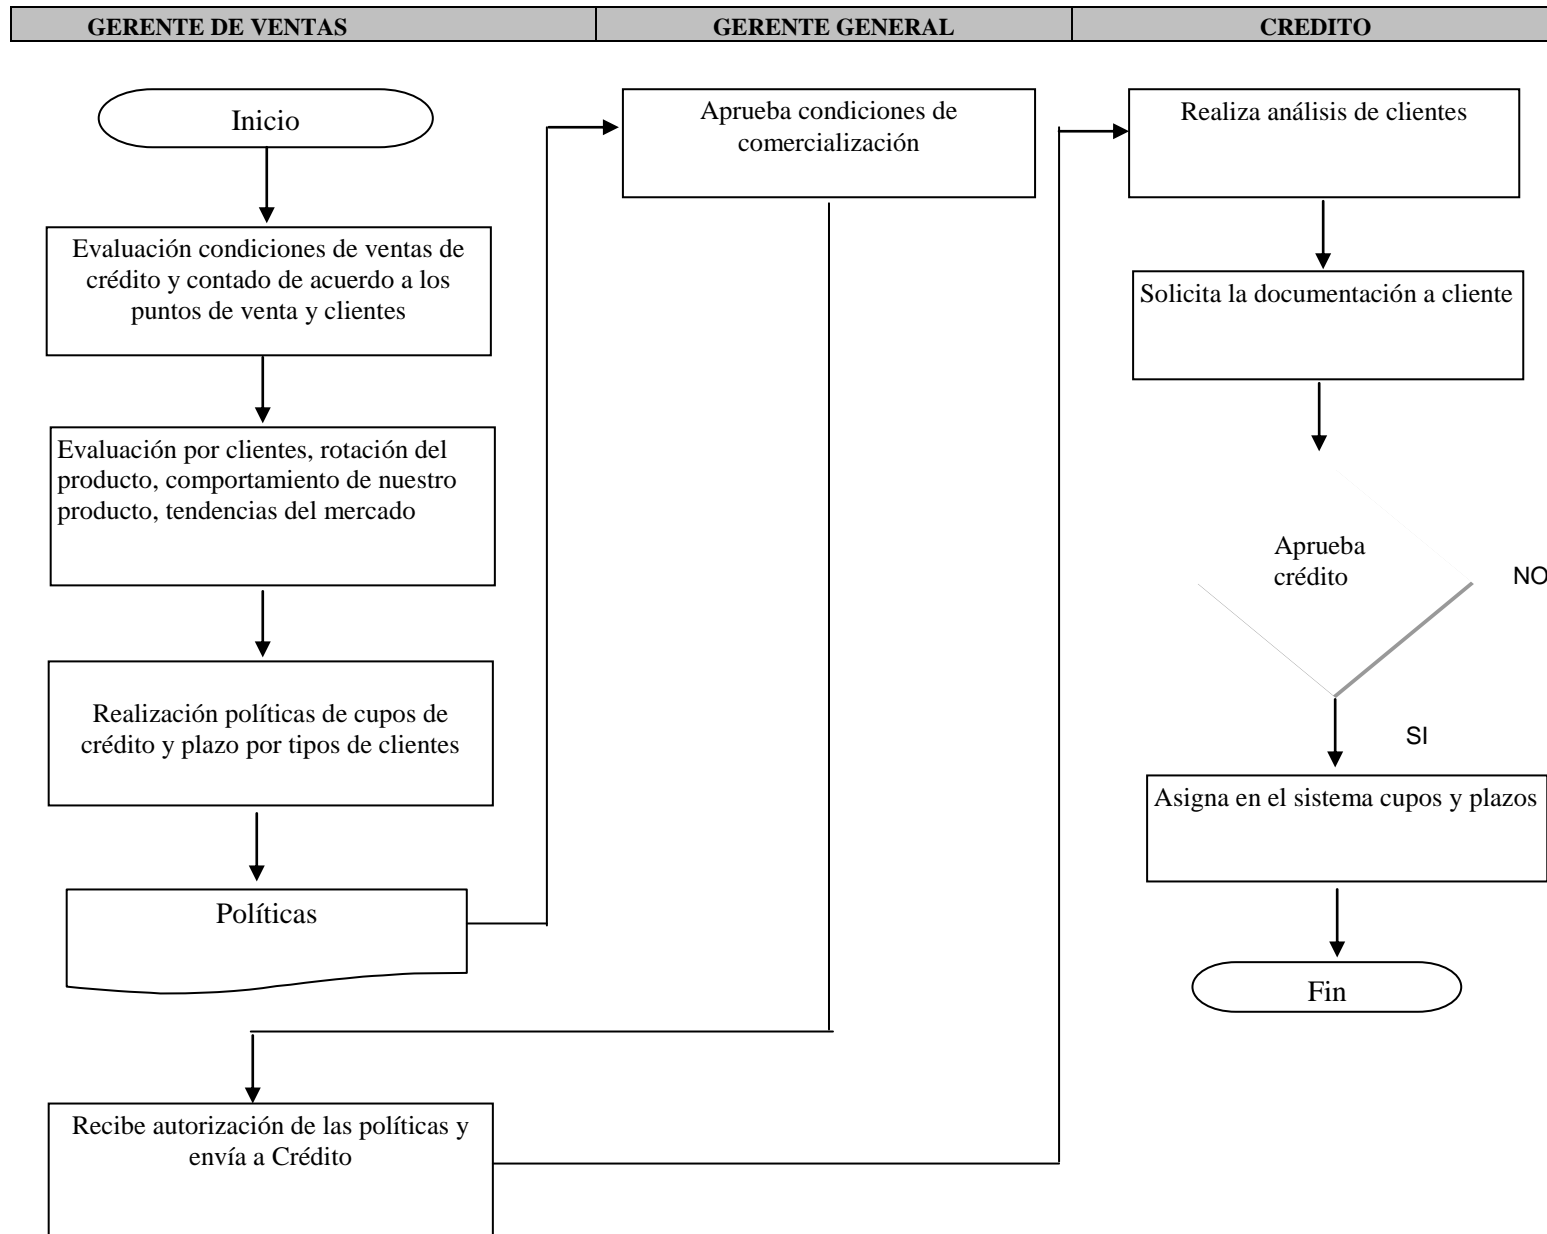 GERENTE DE VENTAS
GERENTE GENERAL
CREDITO
Inicio
Evaluación condiciones de ventas de
crédito y contado de acuerdo a los
puntos de venta y clientes
Evaluación por clientes, rotación del
producto, comportamiento de nuestro
producto, tendencias del mercado
Realización políticas de cupos de
crédito y plazo por tipos de clientes
Políticas
Aprueba condiciones de
comercialización
Recibe autorización de las políticas y
envía a Crédito
Realiza análisis de clientes
Solicita la documentación a cliente
Aprueba
crédito
NO
SI
Asigna en el sistema cupos y plazos
Fin